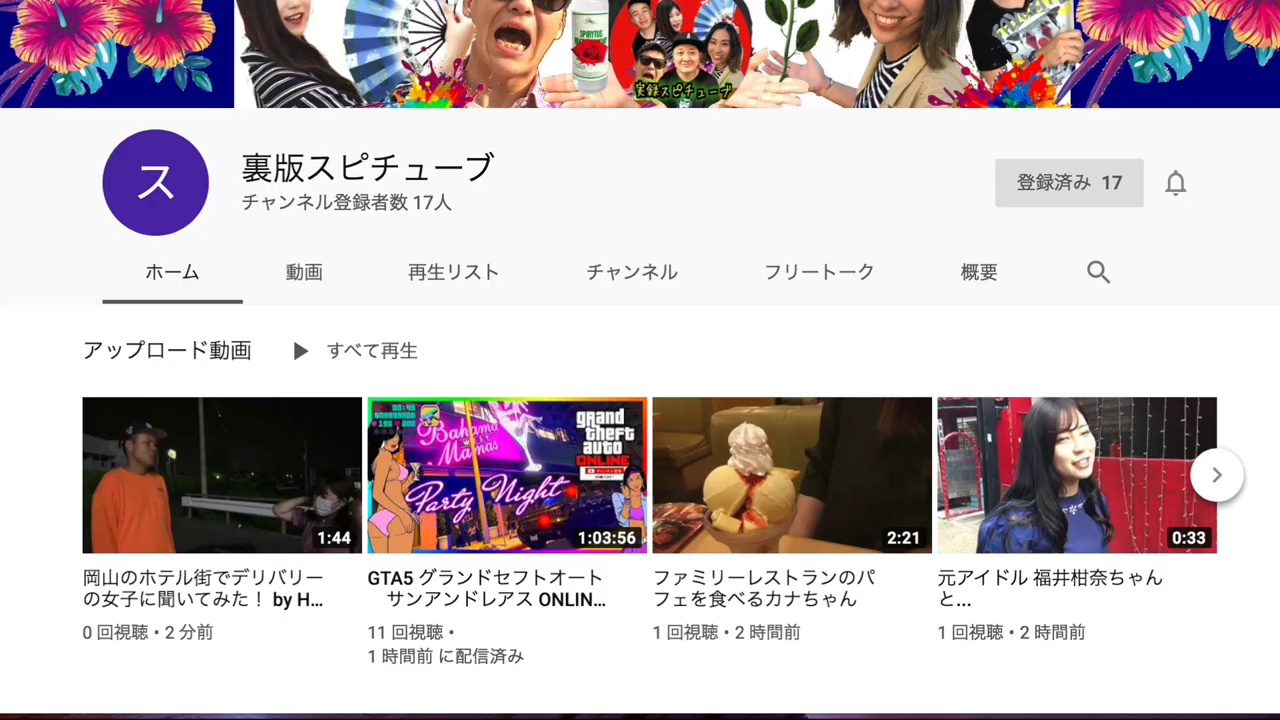 SPIRYTUS
実録スピチューブ
ス
裏版スピチューブ
チャンネル登録者数 17人
登録済み 17
ホーム 動画 再生リスト チャンネル フリートーク 概要
アップロード動画 すべて再生
1:44
Bahama
Mamas
Party Night
grand
theft
auto
ONLINE
1:03:56
2:21
0:33
岡山のホテル街でデリバリー
の女子に聞いてみた！ by H...
0 回視聴・2 分前
GTA5 グランドセフトオート
サンアンドレアス ONLIN...
11 回視聴・
1 時間前 に配信済み
ファミリーレストランのパ
フェを食べるカナちゃん
1 回視聴・2 時間前
元アイドル 福井柑奈ちゃん
と...
1 回視聴・2 時間前